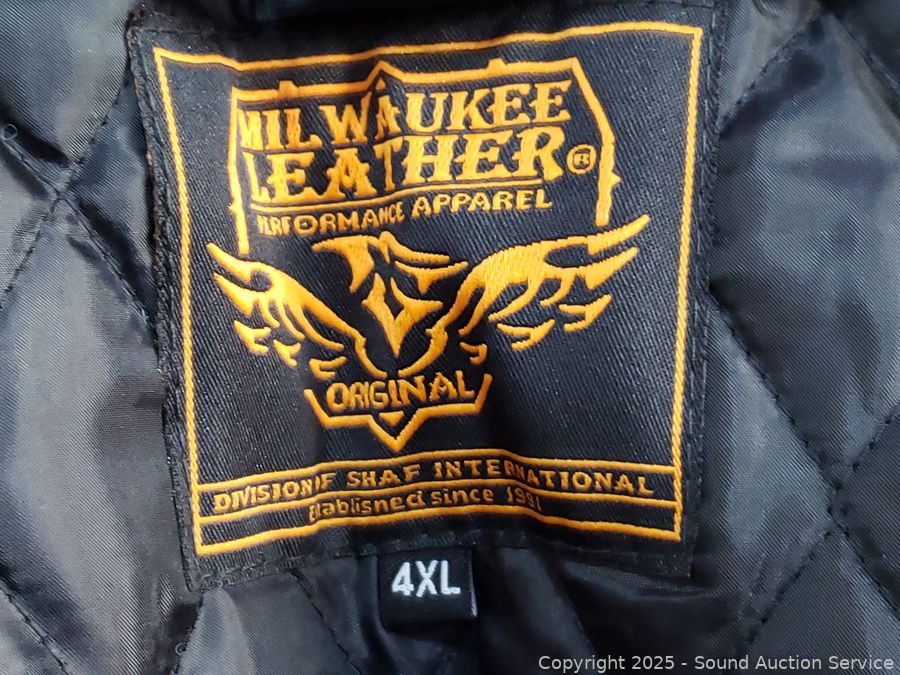 MILWAUKEE
LEATHER®
PERFORMANCE APPAREL
ORIGINAL
DIVISION OF SHAF INTERNATIONAL
Established since 1991
4XL
Copyright 2025 - Sound Auction Service